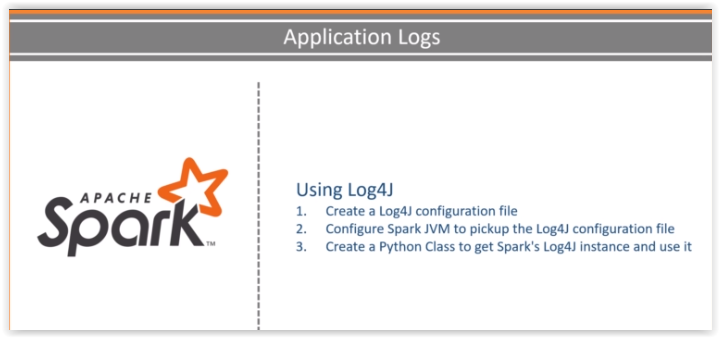 Application Logs
APACHE
Spark™
Using Log4J
1. Create a Log4J configuration file
2. Configure Spark JVM to pickup the Log4J configuration file
3. Create a Python Class to get Spark's Log4J instance and use it